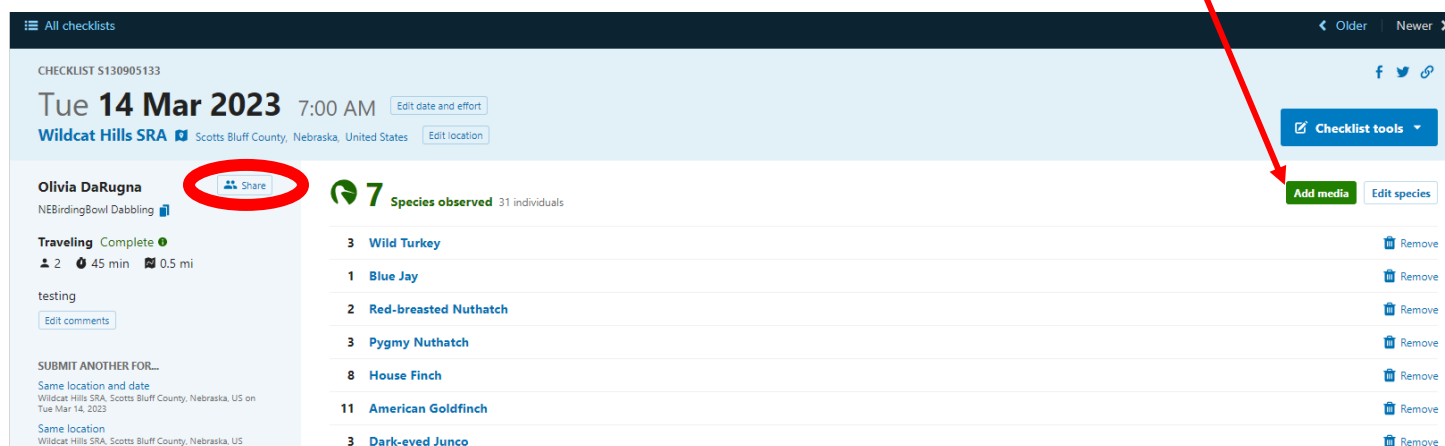 All checklists
Older | Newer
CHECKLIST S130905133
Tue 14 Mar 2023 7:00 AM Edit date and effort
Wildcat Hills SRA Scotts Bluff County, Nebraska, United States Edit location
Checklist tools
Olivia DaRugna Share
NEBirdingBowl Dabbling
Traveling Complete
2 45 min 0.5 mi
testing
Edit comments
SUBMIT ANOTHER FOR...
Same location and date
Wildcat Hills SRA, Scotts Bluff County, Nebraska, US on
Tue Mar 14, 2023
Same location
Wildcat Hills SRA, Scotts Bluff County, Nebraska, US
7 Species observed 31 individuals
Add media Edit species
3 Wild Turkey Remove
1 Blue Jay Remove
2 Red-breasted Nuthatch Remove
3 Pygmy Nuthatch Remove
8 House Finch Remove
11 American Goldfinch Remove
3 Dark-eyed Junco Remove